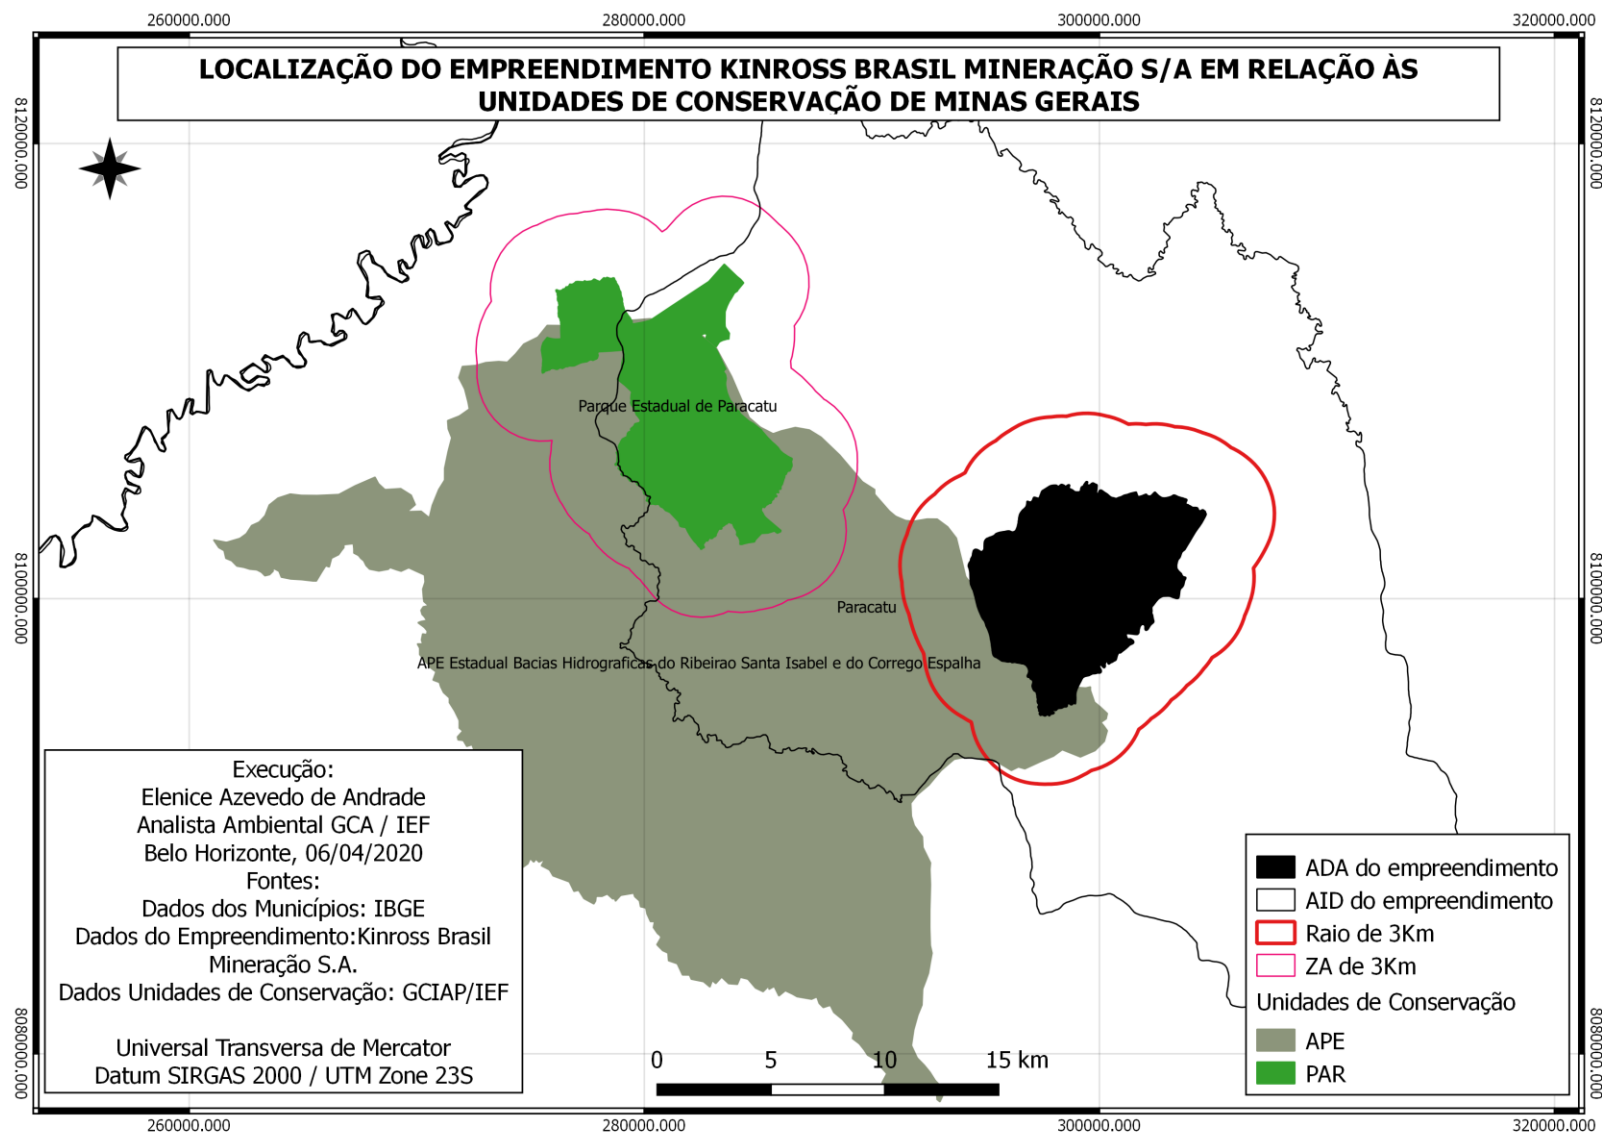 260000.000
280000.000
300000.000
320000.000
LOCALIZAÇÃO DO EMPREENDIMENTO KINROSS BRASIL MINERAÇÃO S/A EM RELAÇÃO ÀS
UNIDADES DE CONSERVAÇÃO DE MINAS GERAIS
8120000.000
8120000.000
Parque Estadual de Paracatu
8100000.000
8100000.000
Paracatu
APE Estadual Bacias Hidrograficas do Ribeirao Santa Isabel e do Corrego Espalha
Execução:
Elenice Azevedo de Andrade
Analista Ambiental GCA / IEF
Belo Horizonte, 06/04/2020
Fontes:
Dados dos Municípios: IBGE
Dados do Empreendimento:Kinross Brasil
Mineração S.A.
Dados Unidades de Conservação: GCIAP/IEF
Universal Transversa de Mercator
Datum SIRGAS 2000 / UTM Zone 23S
ADA do empreendimento
AID do empreendimento
Raio de 3Km
ZA de 3Km
Unidades de Conservação
APE
PAR
0 5 10 15 km
8080000.000
8080000.000
260000.000
280000.000
300000.000
320000.000